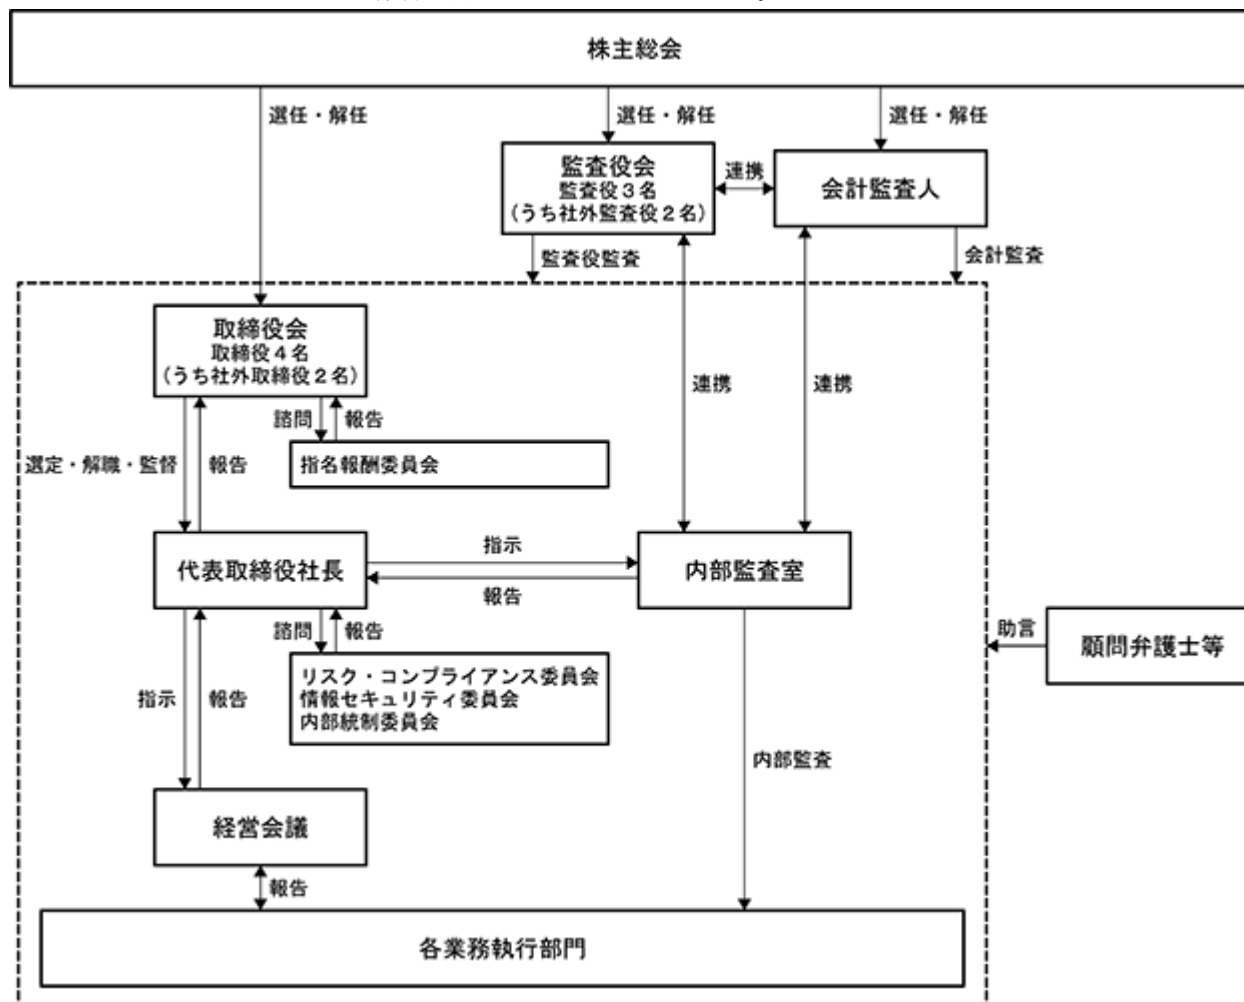 株主総会
選任・解任
選任・解任
選任・解任
監査役会
監査役3名
(うち社外監査役2名)
連携
会計監査人
監査役監査
会計監査
取締役会
取締役4名
(うち社外取締役2名)
連携
連携
諮問
報告
選定・解職・監督
報告
指名報酬委員会
代表取締役社長
指示
報告
内部監査室
諮問
報告
助言
顧問弁護士等
リスク・コンプライアンス委員会
情報セキュリティ委員会
内部統制委員会
指示
報告
内部監査
経営会議
報告
各業務執行部門